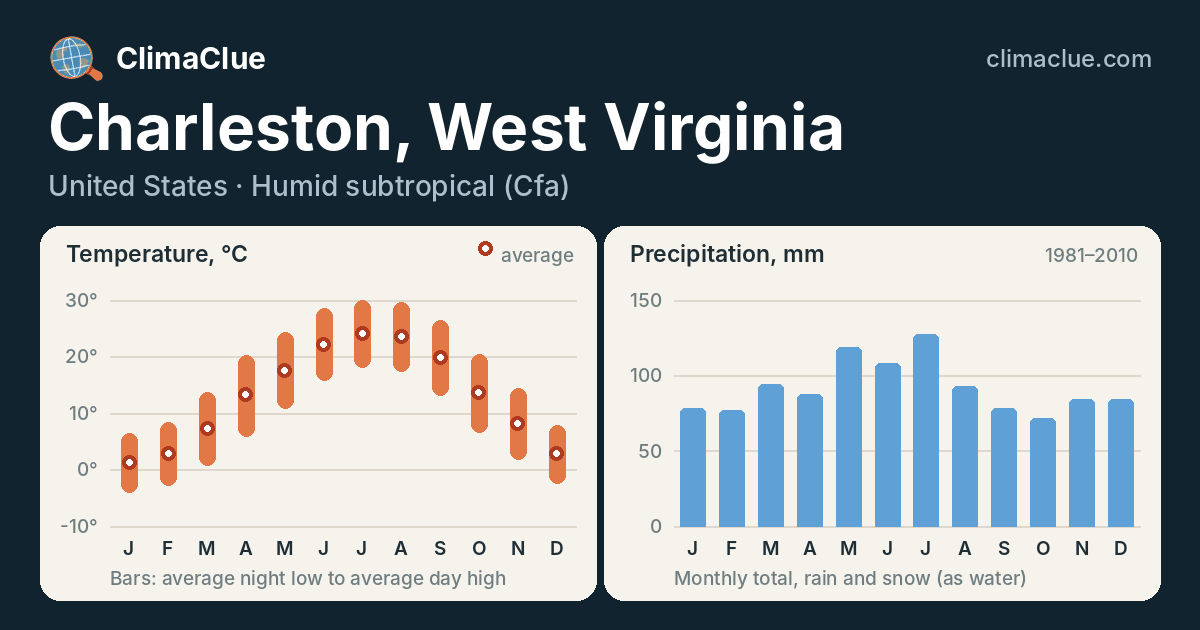 ClimaClue
climaclue.com
Charleston, West Virginia
United States · Humid subtropical (Cfa)
Temperature, °C
average
30°
20°
10°
0°
-10°
J F M A M J J A S O N D
Bars: average night low to average day high
Precipitation, mm
1981–2010
150
100
50
0
J F M A M J J A S O N D
Monthly total, rain and snow (as water)